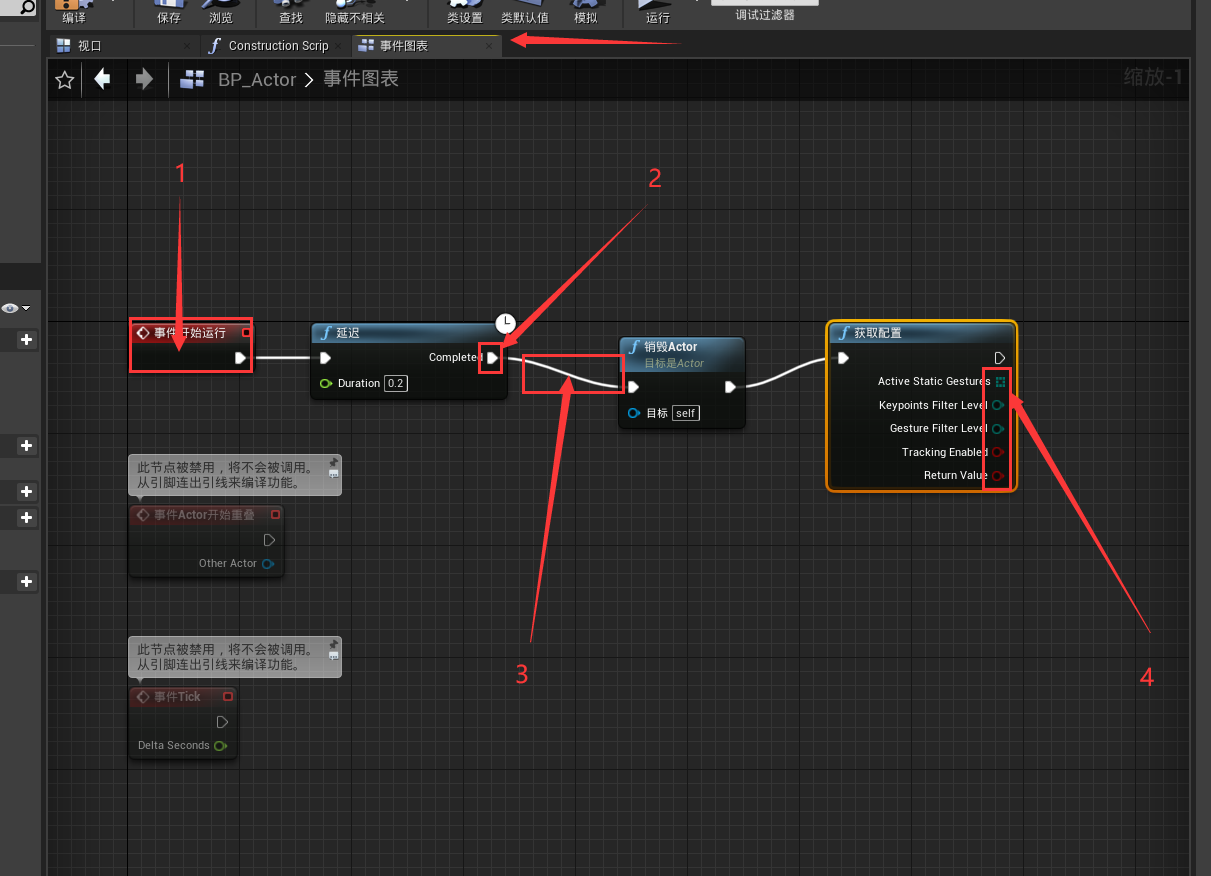 编译
保存
浏览
查找
隐藏不相关
类设置
类默认值
模拟
运行
调试过滤器
视口
Construction Scrip
事件图表
BP_Actor
事件图表
缩放-1
1
2
事件开始运行
延迟
Completed
Duration 0.2
销毁Actor
目标是Actor
目标 self
获取配置
Active Static Gestures
Keypoints Filter Level
Gesture Filter Level
Tracking Enabled
Return Value
此节点被禁用，将不会被调用。
从引脚连出引线来编译功能。
事件Actor开始重叠
Other Actor
3
4
此节点被禁用，将不会被调用。
从引脚连出引线来编译功能。
事件Tick
Delta Seconds